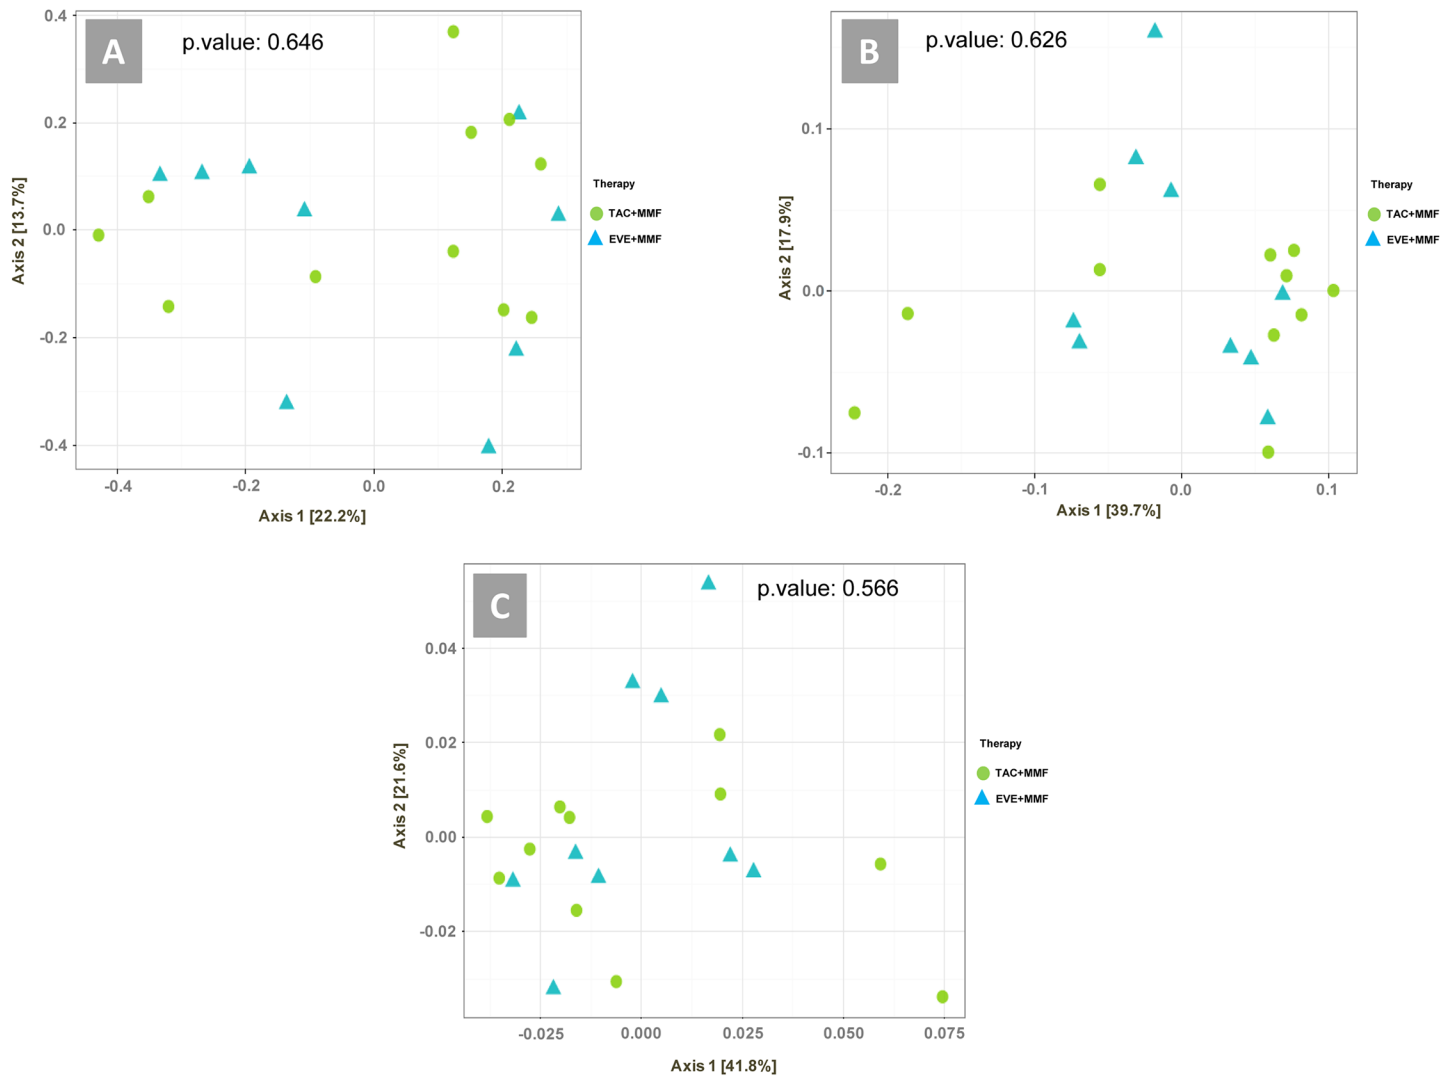 A
p.value: 0.646
0.4
0.2
0.0
-0.2
-0.4
Axis 2 [13.7%]
-0.4
-0.2
0.0
0.2
Axis 1 [22.2%]
Therapy
TAC+MMF
EVE+MMF
B
p.value: 0.626
0.1
0.0
-0.1
Axis 2 [17.9%]
-0.2
-0.1
0.0
0.1
Axis 1 [39.7%]
Therapy
TAC+MMF
EVE+MMF
C
p.value: 0.566
0.04
0.02
0.00
-0.02
Axis 2 [21.6%]
-0.025
0.000
0.025
0.050
0.075
Axis 1 [41.8%]
Therapy
TAC+MMF
EVE+MMF